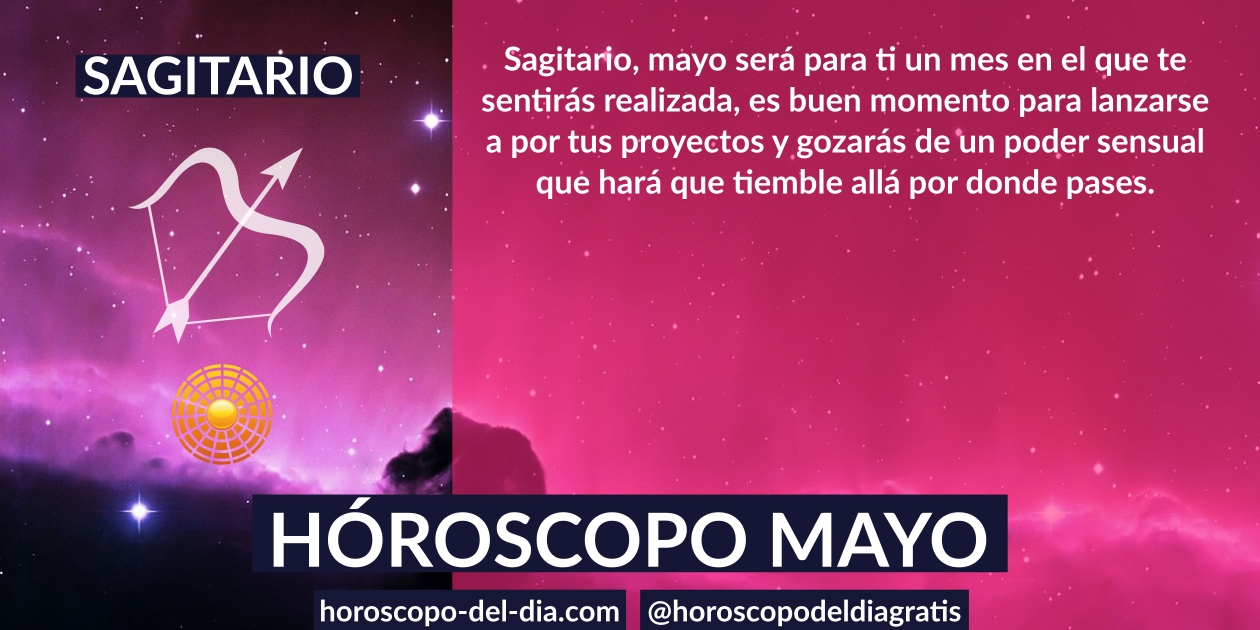 SAGITARIO
Sagitario, mayo será para ti un mes en el que te
sentirás realizada, es buen momento para lanzarse
a por tus proyectos y gozarás de un poder sensual
que hará que tiemble allá por donde pases.
HÓROSCOPO MAYO
horoscopo-del-dia.com
@horoscopodeldiagratis